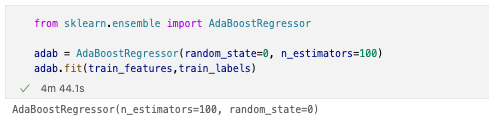 from sklearn.ensemble import AdaBoostRegressor
adab = AdaBoostRegressor(random_state=0, n_estimators=100)
adab.fit(train_features,train_labels)
✓ 4m 44.1s
AdaBoostRegressor(n_estimators=100, random_state=0)